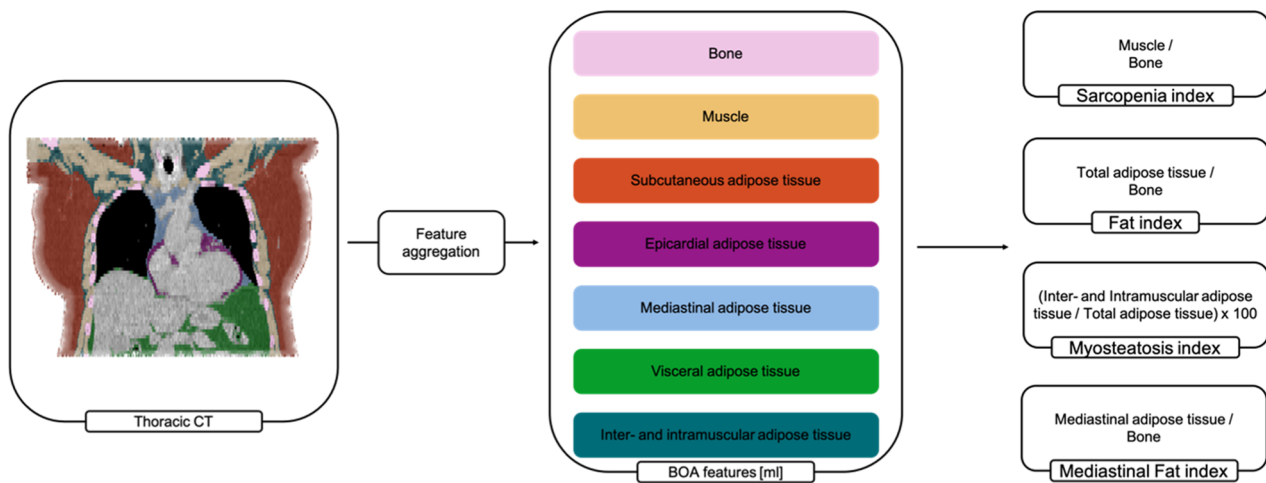 Thoracic CT
Feature
aggregation
Bone
Muscle
Subcutaneous adipose tissue
Epicardial adipose tissue
Mediastinal adipose tissue
Visceral adipose tissue
Inter- and intramuscular adipose tissue
BOA features [ml]
Muscle /
Bone
Sarcopenia index
Total adipose tissue /
Bone
Fat index
(Inter- and Intramuscular adipose
tissue / Total adipose tissue) x 100
Myosteatosis index
Mediastinal adipose tissue /
Bone
Mediastinal Fat index